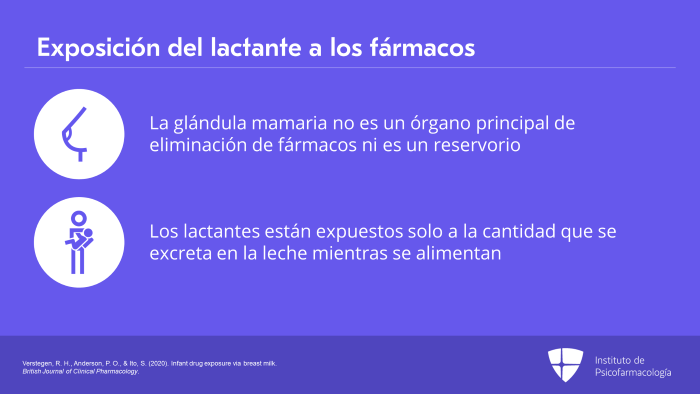 Exposición del lactante a los fármacos
La glándula mamaria no es un órgano principal de
eliminación de fármacos ni es un reservorio
Los lactantes están expuestos solo a la cantidad que se
excreta en la leche mientras se alimentan
Verstegen, R. H., Anderson, P. O., & Ito, S. (2020). Infant drug exposure via breast milk.
British Journal of Clinical Pharmacology.
Instituto de
Psicofarmacología